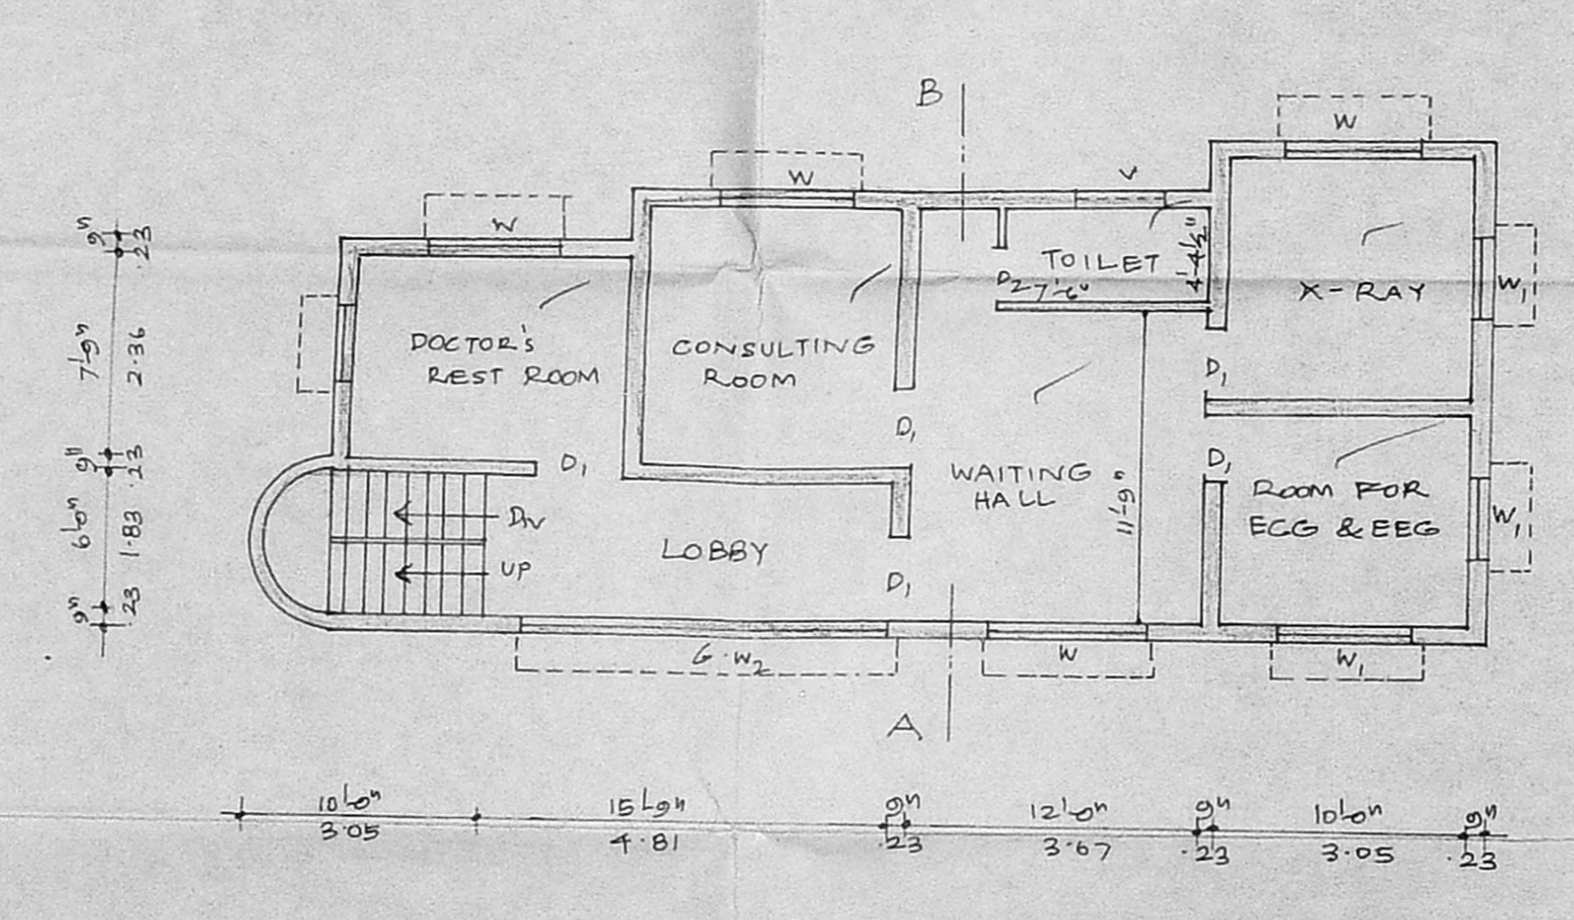 B
W
W
V
W
9" .23
TOILET
4'-4½"
D2 7'-6"
X-RAY
W1
7'-9" 2.36
DOCTOR'S
REST ROOM
CONSULTING
ROOM
D1
D1
9" .23
D1
D1
WAITING
HALL
11'-9"
ROOM FOR
ECG & EEG
W1
6'-0" 1.83
DN
LOBBY
UP
D1
9" .23
G.W2
W
W1
A
10'-0" 15'-9" 9" 12'-0" 9" 10'-0" 9"
3.05 4.81 .23 3.67 .23 3.05 .23